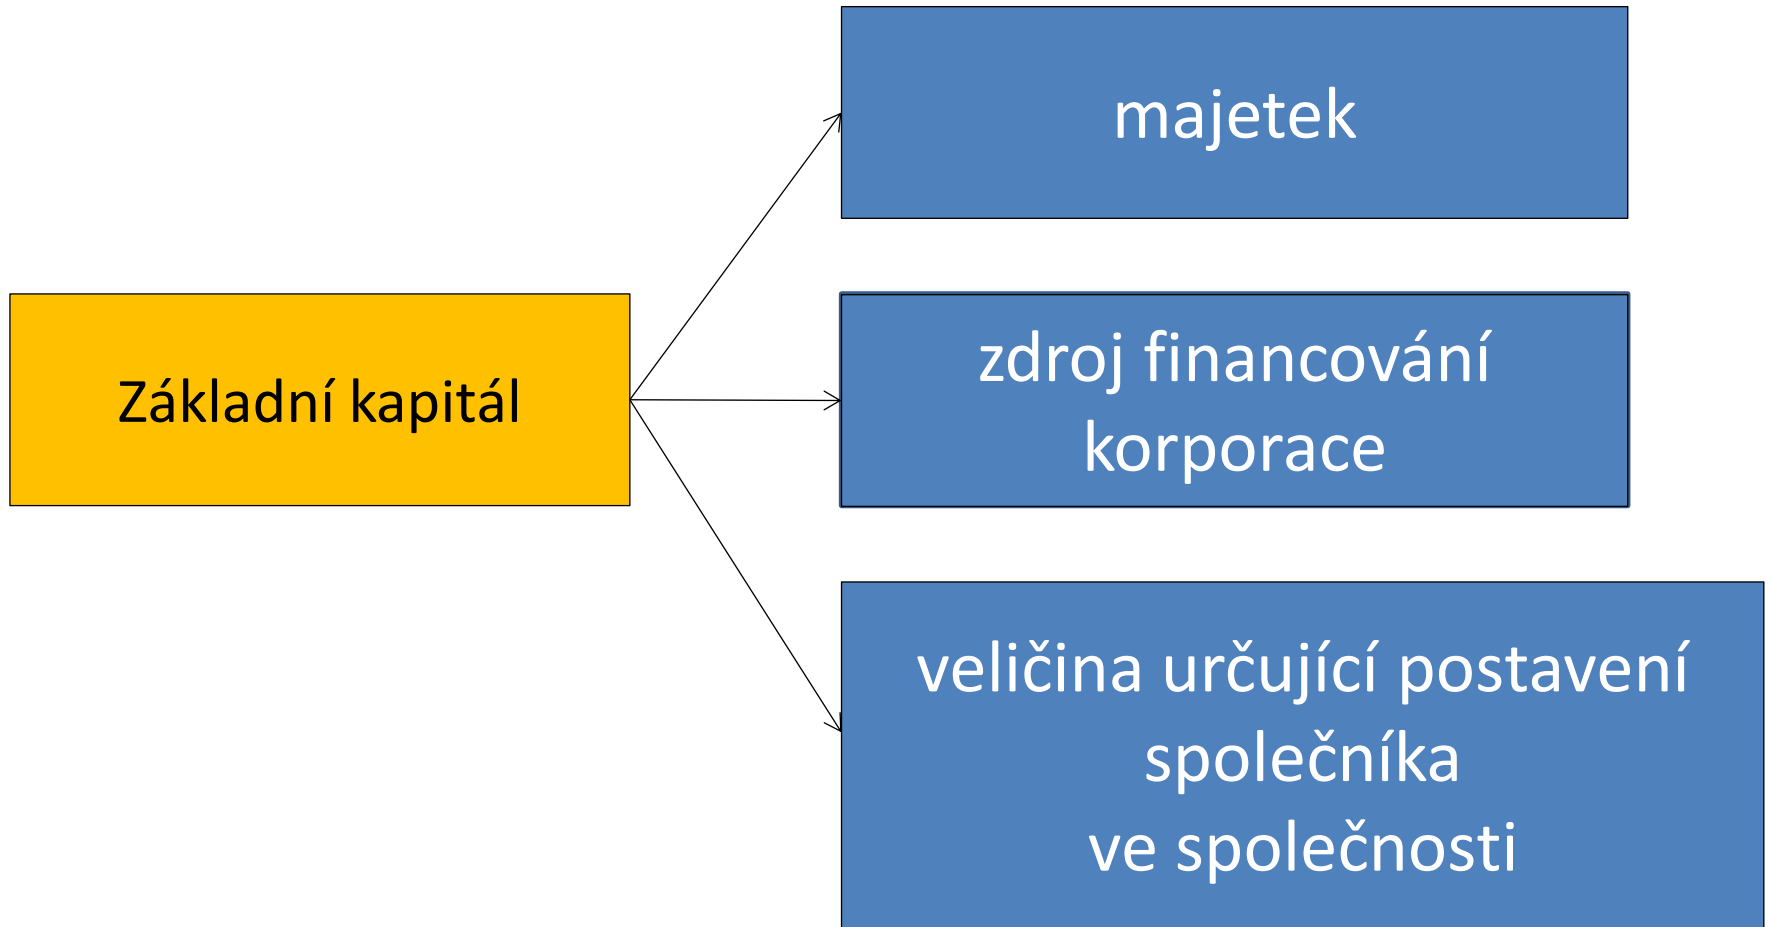 majetek
Základní kapitál
zdroj financování
korporace
veličina určující postavení
společníka
ve společnosti